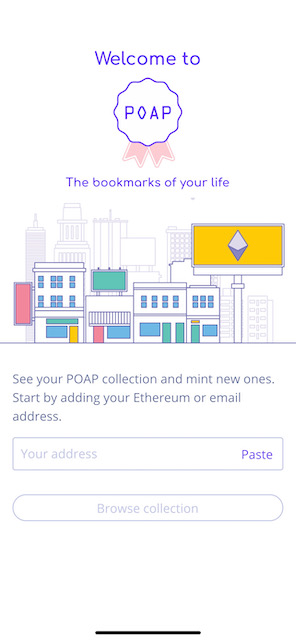 Welcome to
POAP
The bookmarks of your life
See your POAP collection and mint new ones.
Start by adding your Ethereum or email
address.
Your address
Paste
Browse collection